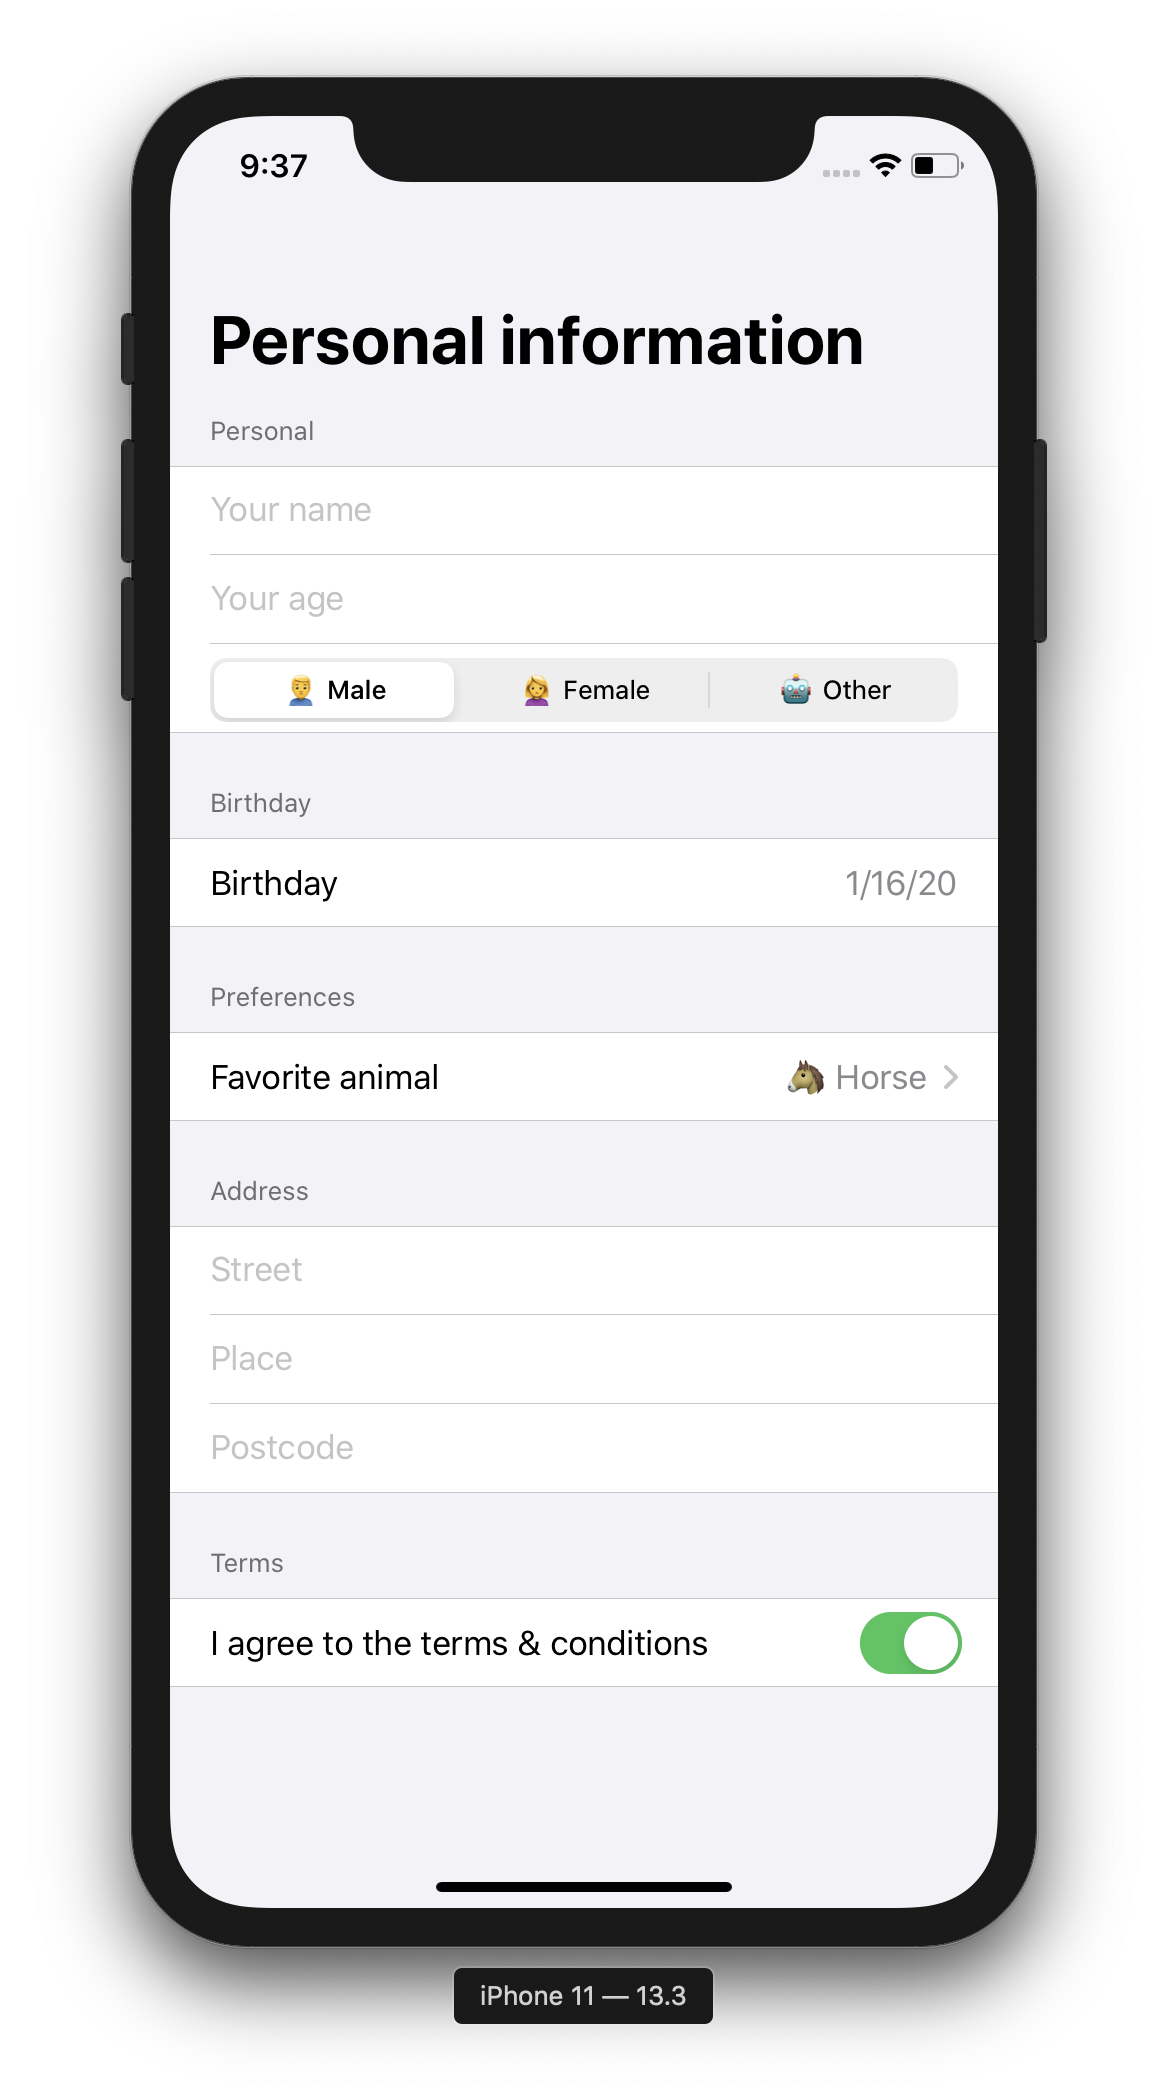 9:37
Personal information
Personal
Your name
Your age
🙎‍♂️ Male 🙎‍♀️ Female 🤖 Other
Birthday
Birthday 1/16/20
Preferences
Favorite animal 🐴 Horse
Address
Street
Place
Postcode
Terms
I agree to the terms & conditions
iPhone 11 — 13.3